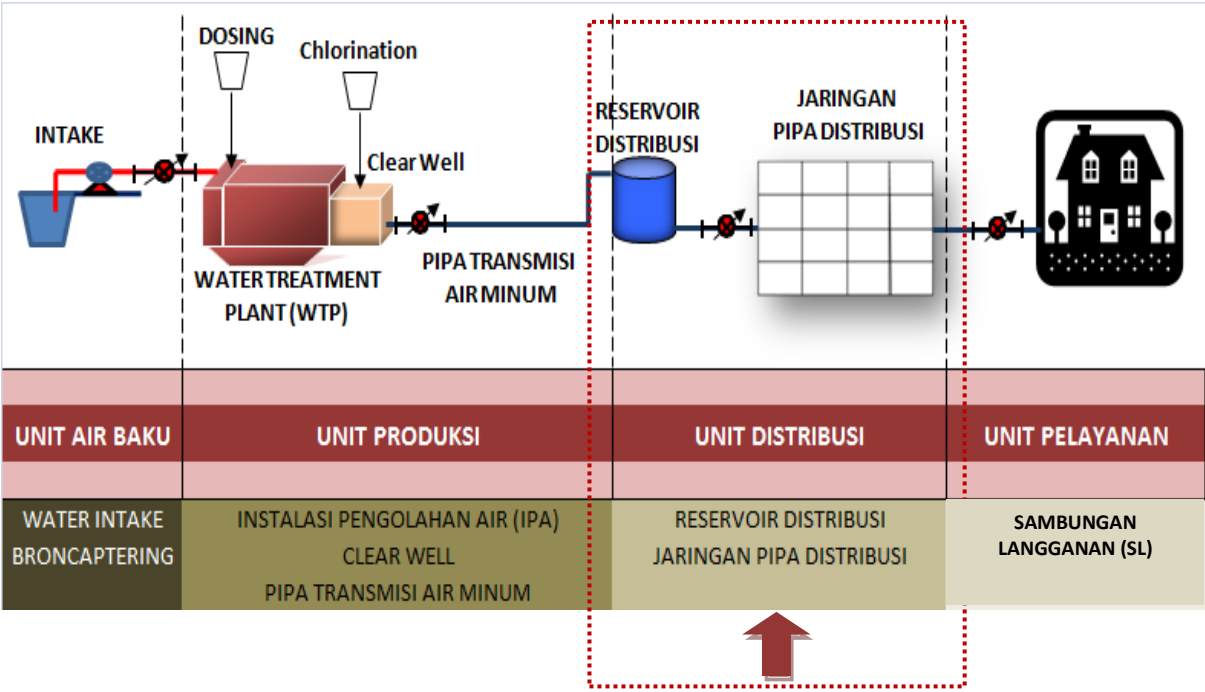 DOSING
Chlorination
INTAKE
Clear Well
WATER TREATMENT
PLANT (WTP)
PIPA TRANSMISI
AIR MINUM
RESERVOIR
DISTRIBUSI
JARINGAN
PIPA DISTRIBUSI
UNIT AIR BAKU
UNIT PRODUKSI
UNIT DISTRIBUSI
UNIT PELAYANAN
WATER INTAKE
BRONCAPTERING
INSTALASI PENGOLAHAN AIR (IPA)
CLEAR WELL
PIPA TRANSMISI AIR MINUM
RESERVOIR DISTRIBUSI
JARINGAN PIPA DISTRIBUSI
SAMBUNGAN
LANGGANAN (SL)